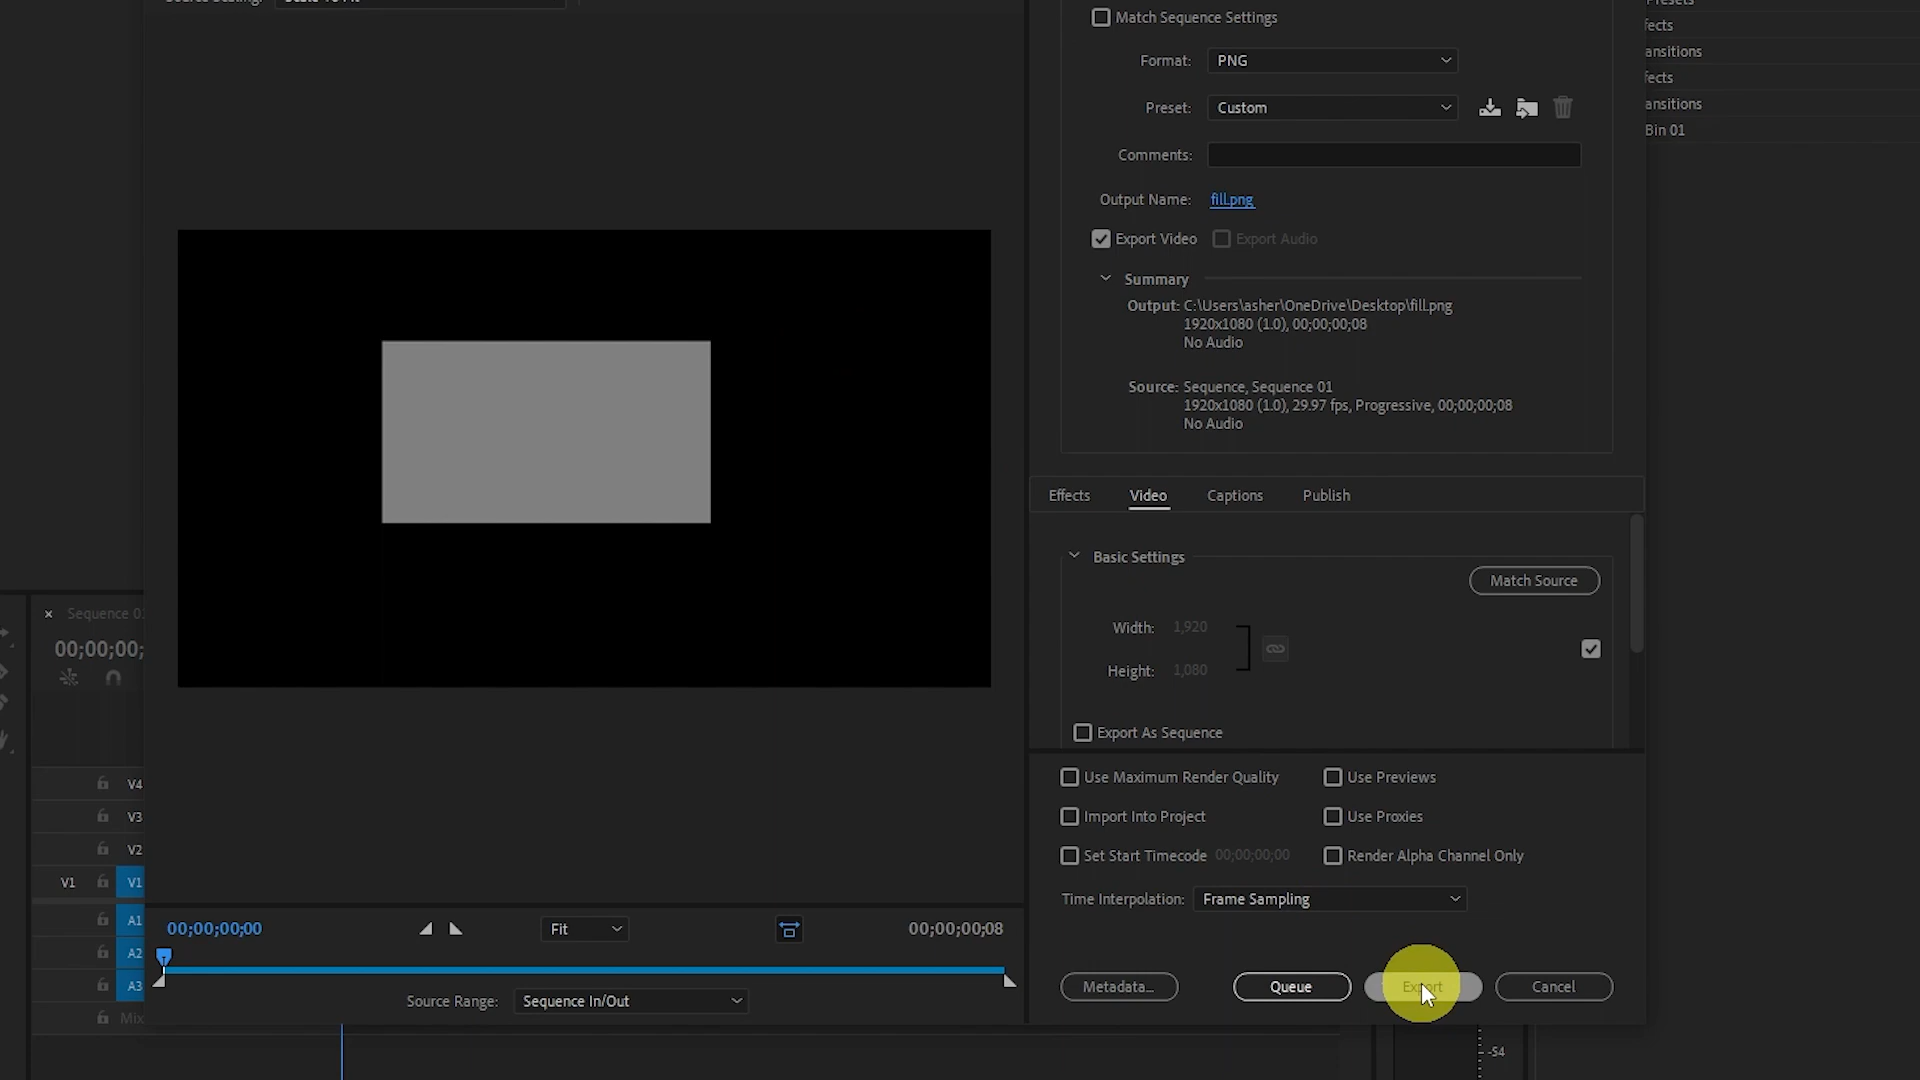 Match Sequence Settings
Format: PNG
Preset: Custom
Comments:
Output Name: fill.png
Export Video Export Audio
Summary
Output: C:\Users\asher\OneDrive\Desktop\fill.png
1920x1080 (1.0), 00;00;00;08
No Audio
Source: Sequence, Sequence 01
1920x1080 (1.0), 29.97 fps, Progressive, 00;00;00;08
No Audio
Effects Video Captions Publish
Basic Settings
Match Source
Width: 1,920
Height: 1,080
Export As Sequence
Use Maximum Render Quality Use Previews
Import Into Project Use Proxies
Set Start Timecode 00;00;00;00 Render Alpha Channel Only
Time Interpolation: Frame Sampling
Metadata... Queue Export Cancel
00;00;00;00 Fit 00;00;00;08
Source Range: Sequence In/Out
× Sequence 01
00;00;00;
V4
V3
V2
V1 V1
A1
A2
A3
Mix
fects
ansitions
fects
ansitions
Bin 01
-54